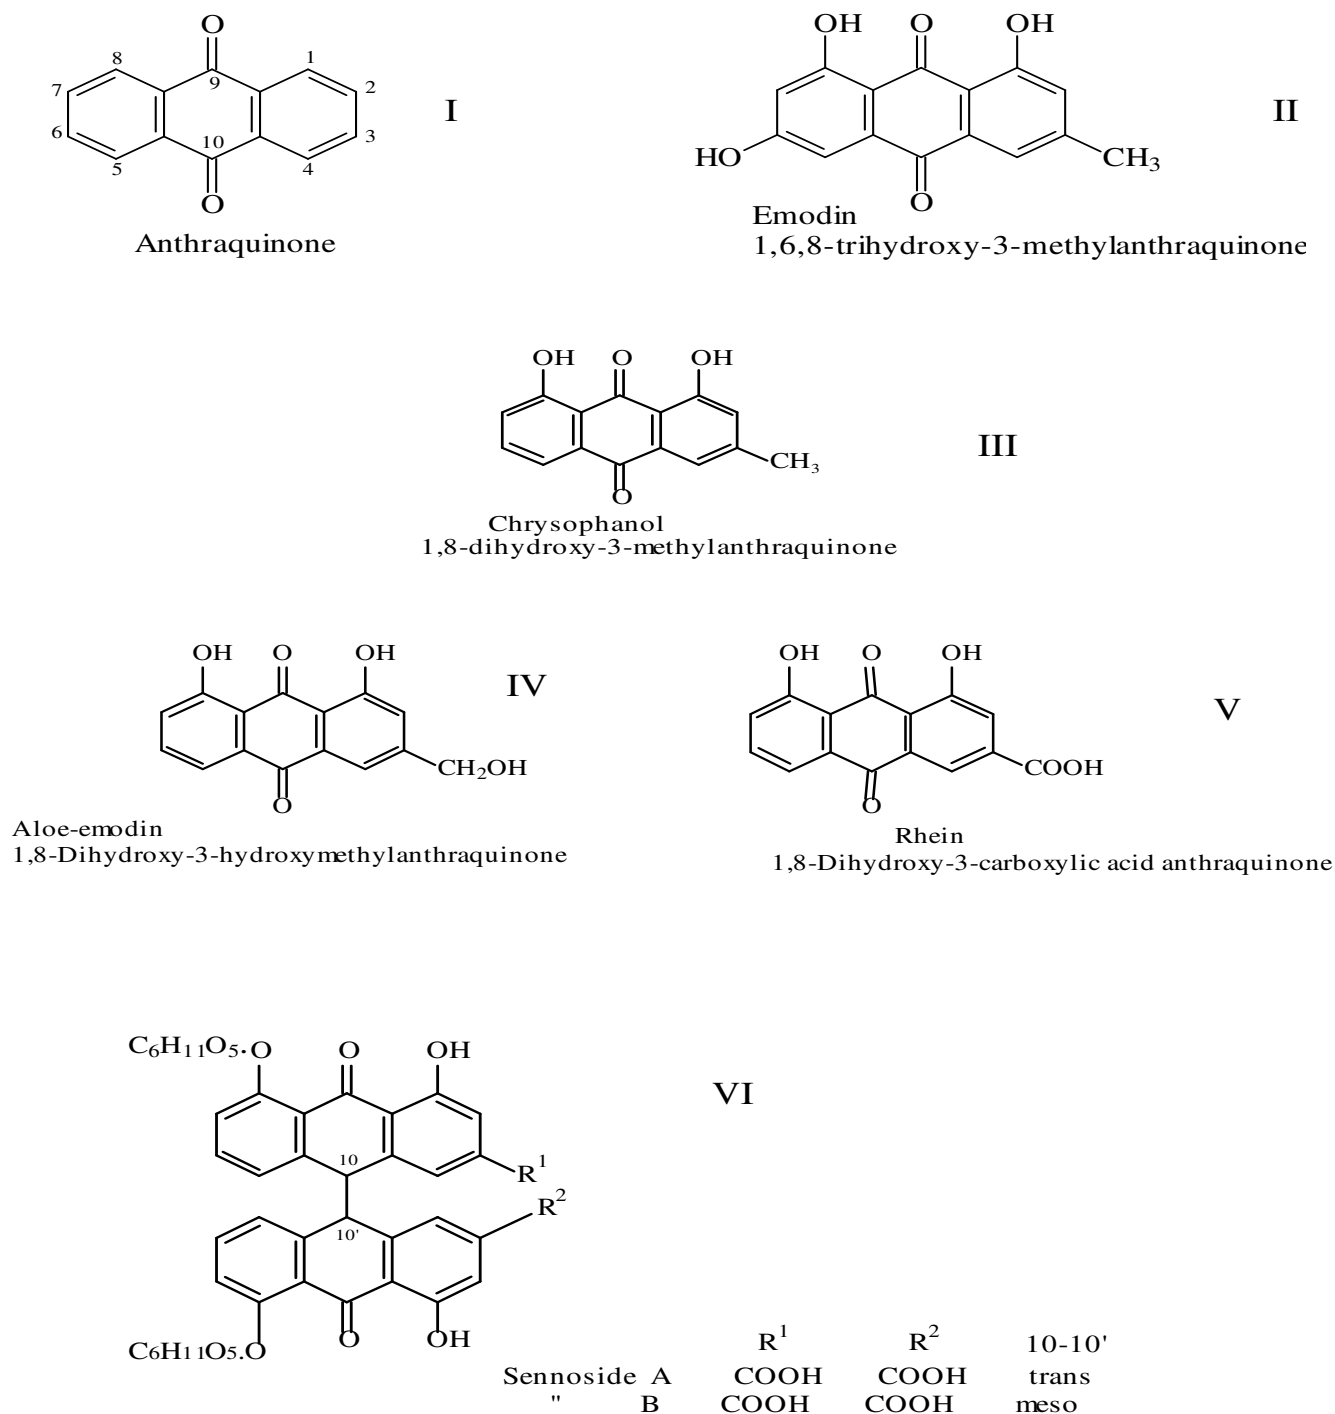 O
8 1
7 9 2
I
6 10 3
5 4
O
Anthraquinone
OH O OH
II
HO CH3
O
Emodin
1,6,8-trihydroxy-3-methylanthraquinone
OH O OH
III
CH3
O
Chrysophanol
1,8-dihydroxy-3-methylanthraquinone
OH O OH
IV
CH2OH
O
Aloe-emodin
1,8-Dihydroxy-3-hydroxymethylanthraquinone
OH O OH
V
COOH
O
Rhein
1,8-Dihydroxy-3-carboxylic acid anthraquinone
C6H11O5.O O OH
VI
10
R1
R2
10'
C6H11O5.O O OH
R1 R2 10-10'
Sennoside A COOH COOH trans
" B COOH COOH meso